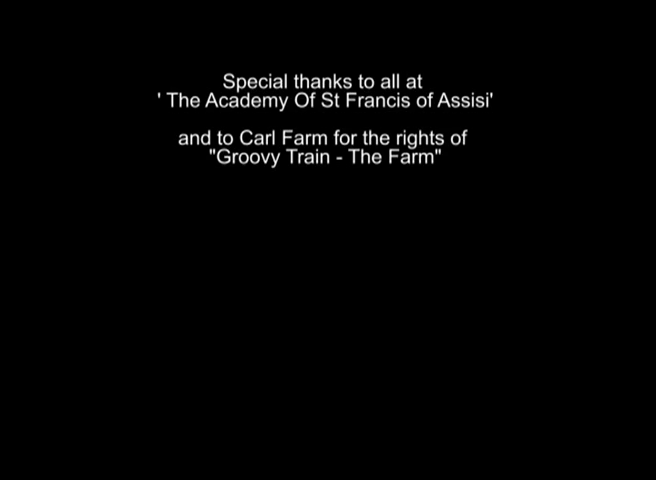 Special thanks to all at
' The Academy Of St Francis of Assisi'
and to Carl Farm for the rights of
"Groovy Train - The Farm"